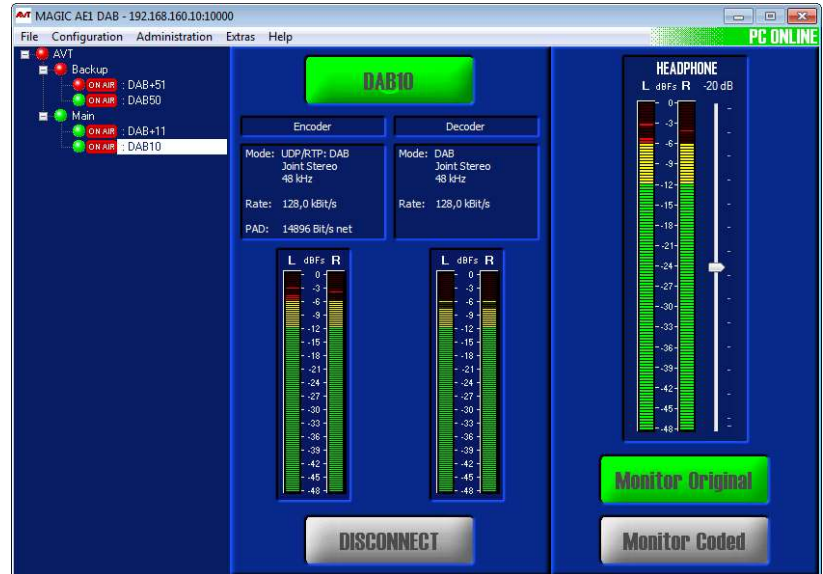 AVT MAGIC AE1 DAB - 192.168.160.10:10000
File Configuration Administration Extras Help PC ONLINE
AVT
Backup
ON AIR : DAB+51
ON AIR : DAB50
Main
ON AIR : DAB+11
ON AIR : DAB10
DAB10
Encoder Decoder
Mode: UDP/RTP: DAB
Joint Stereo
48 kHz
Rate: 128,0 kBit/s
PAD: 14896 Bit/s net
Mode: DAB
Joint Stereo
48 kHz
Rate: 128,0 kBit/s
L dBFs R
0
-3
-6
-9
-12
-15
-18
-21
-24
-27
-30
-33
-36
-39
-42
-45
-48
L dBFs R
0
-3
-6
-9
-12
-15
-18
-21
-24
-27
-30
-33
-36
-39
-42
-45
-48
DISCONNECT
HEADPHONE
L dBFs R -20 dB
0
-3
-6
-9
-12
-15
-18
-21
-24
-27
-30
-33
-36
-39
-42
-45
-48
Monitor Original
Monitor Coded